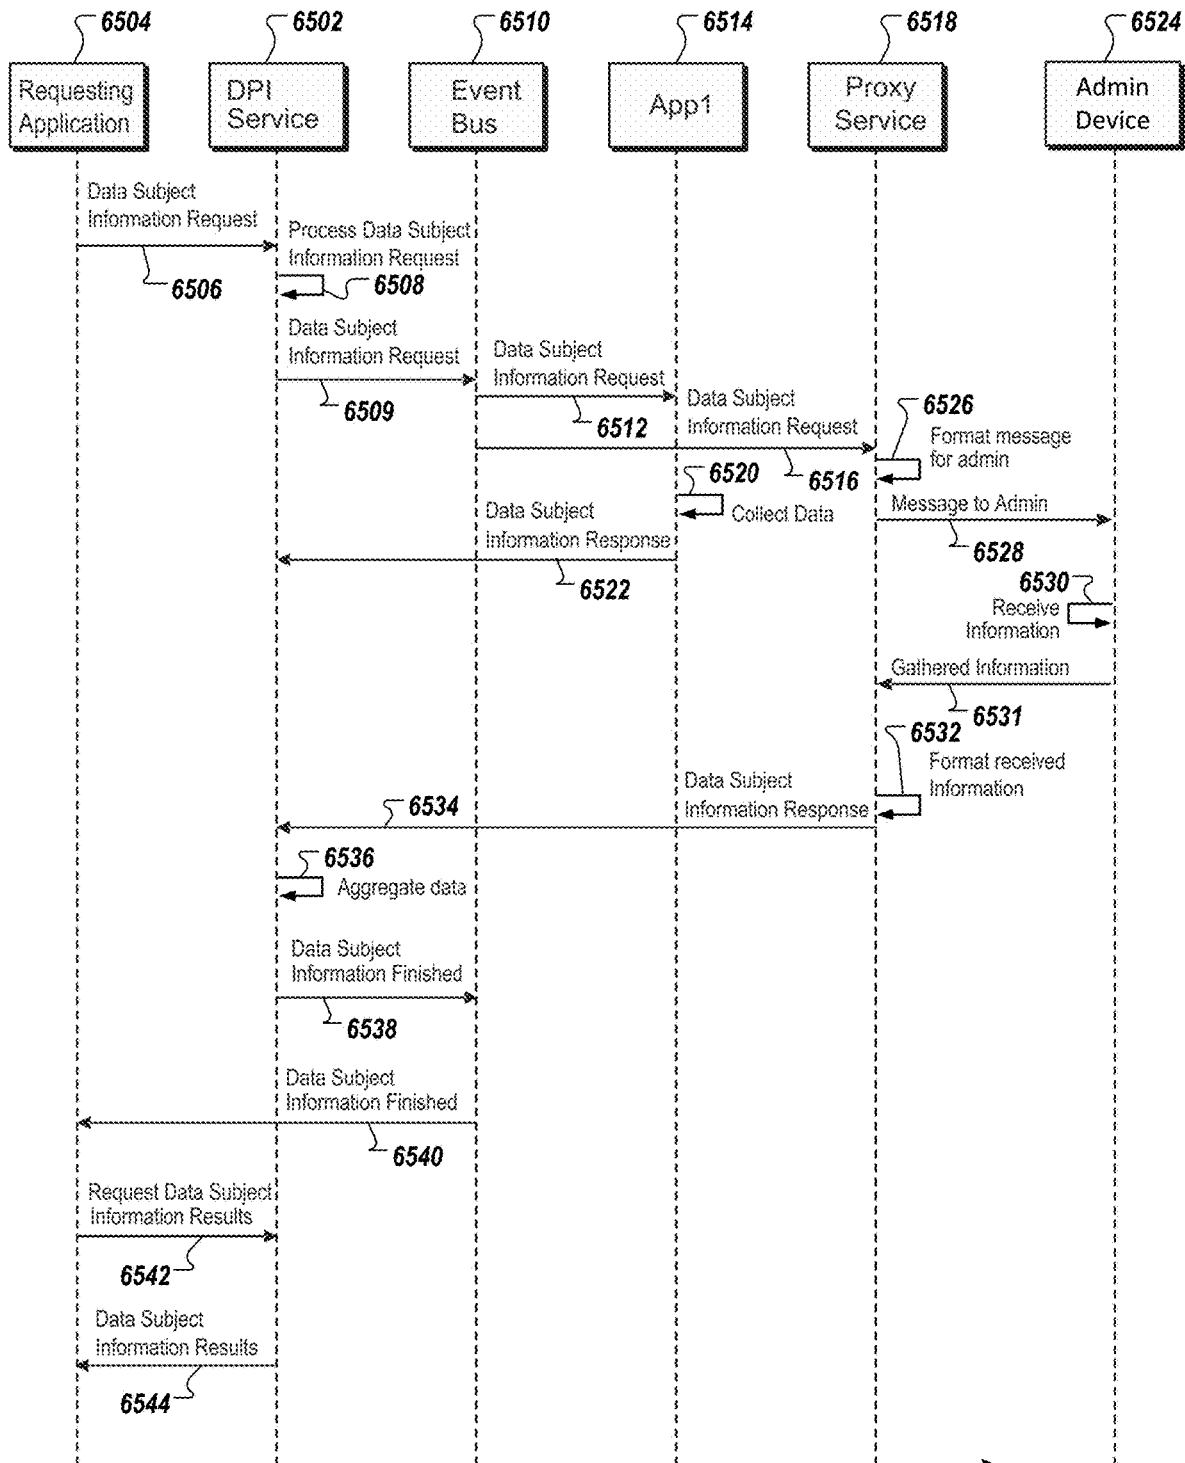 6504
6502
6510
6514
6518
6524
Requesting
Application
DPI
Service
Event
Bus
App1
Proxy
Service
Admin
Device
Data Subject
Information Request
6506
Process Data Subject
Information Request
6508
Data Subject
Information Request
6509
Data Subject
Information Request
6512
Data Subject
Information Request
6516
6526
Format message
for admin
6520
Collect Data
Message to Admin
6528
Data Subject
Information Response
6522
6530
Receive
Information
Gathered Information
6531
6532
Format received
Information
Data Subject
Information Response
6534
6536
Aggregate data
Data Subject
Information Finished
6538
Data Subject
Information Finished
6540
Request Data Subject
Information Results
6542
Data Subject
Information Results
6544